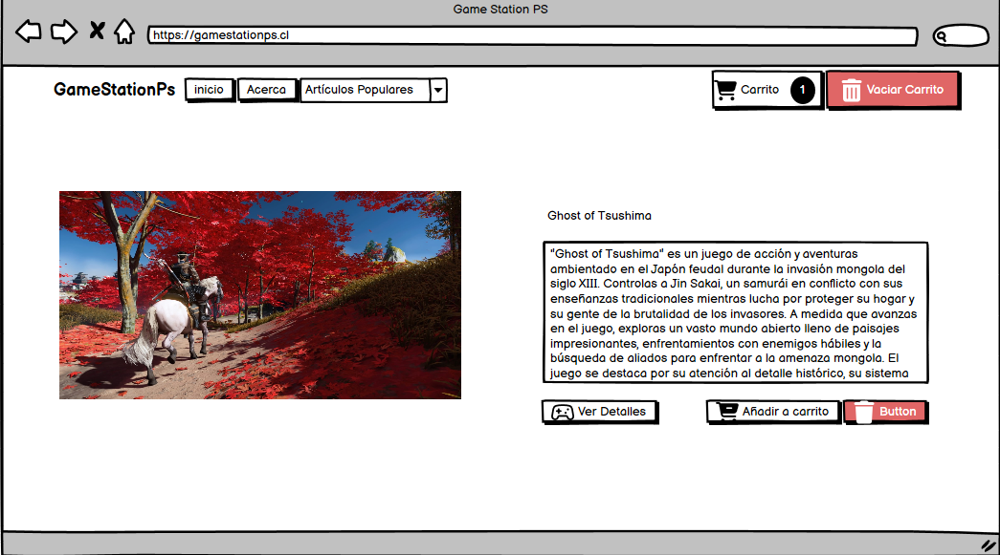 Game Station PS
https://gamestationps.cl
GameStationPs
inicio
Acerca
Artículos Populares
Carrito
1
Vaciar Carrito
Ghost of Tsushima
"Ghost of Tsushima" es un juego de acción y aventuras
ambientado en el Japón feudal durante la invasión mongola del
siglo XIII. Controlas a Jin Sakai, un samurái en conflicto con sus
enseñanzas tradicionales mientras lucha por proteger su hogar y
su gente de la brutalidad de los invasores. A medida que avanzas
en el juego, exploras un vasto mundo abierto lleno de paisajes
impresionantes, enfrentamientos con enemigos hábiles y la
búsqueda de aliados para enfrentar a la amenaza mongola. El
juego se destaca por su atención al detalle histórico, su sistema
Ver Detalles
Añadir a carrito
Button